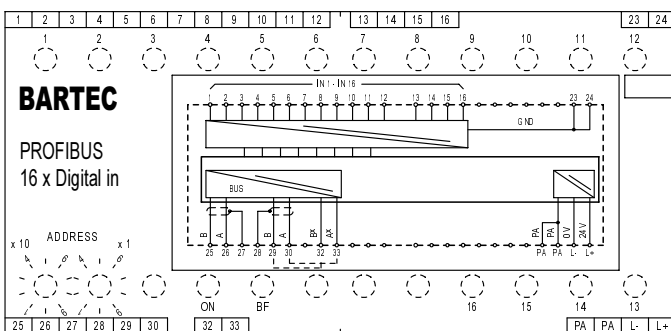 1 2 3 4 5 6 7 8 9 10 11 12 13 14 15 16 23 24
1 2 3 4 5 6 7 8 9 10 11 12
BARTEC
PROFIBUS
16 x Digital in
IN 1 - IN 16
1 2 3 4 5 6 7 8 9 10 11 12 13 14 15 16 23 24
GND
BUS
B A B A B* A* PA PA 0 V 24 V
25 26 27 28 29 30 32 33 PA PA L- L+
ADDRESS
x 10 x 1
ON BF 16 15 14 13
25 26 27 28 29 30 32 33 PA PA L- L+